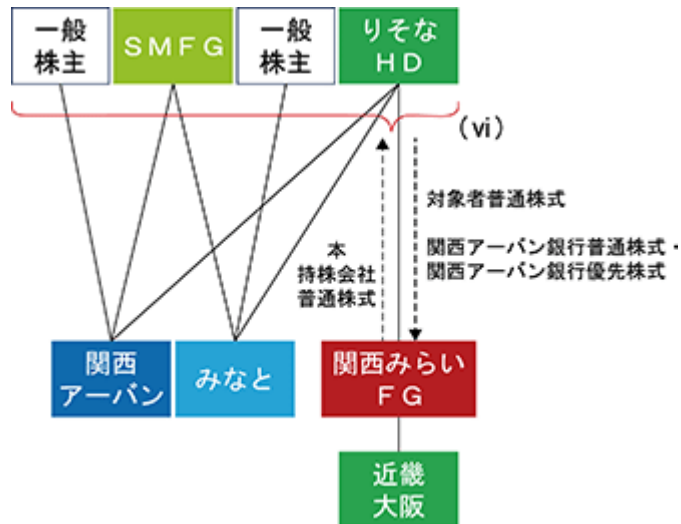 一般
株主
ＳＭＦＧ
一般
株主
りそな
ＨＤ
（ⅵ）
対象者普通株式
関西アーバン銀行普通株式・
関西アーバン銀行優先株式
本
持株会社
普通株式
関西
アーバン
みなと
関西みらい
ＦＧ
近畿
大阪